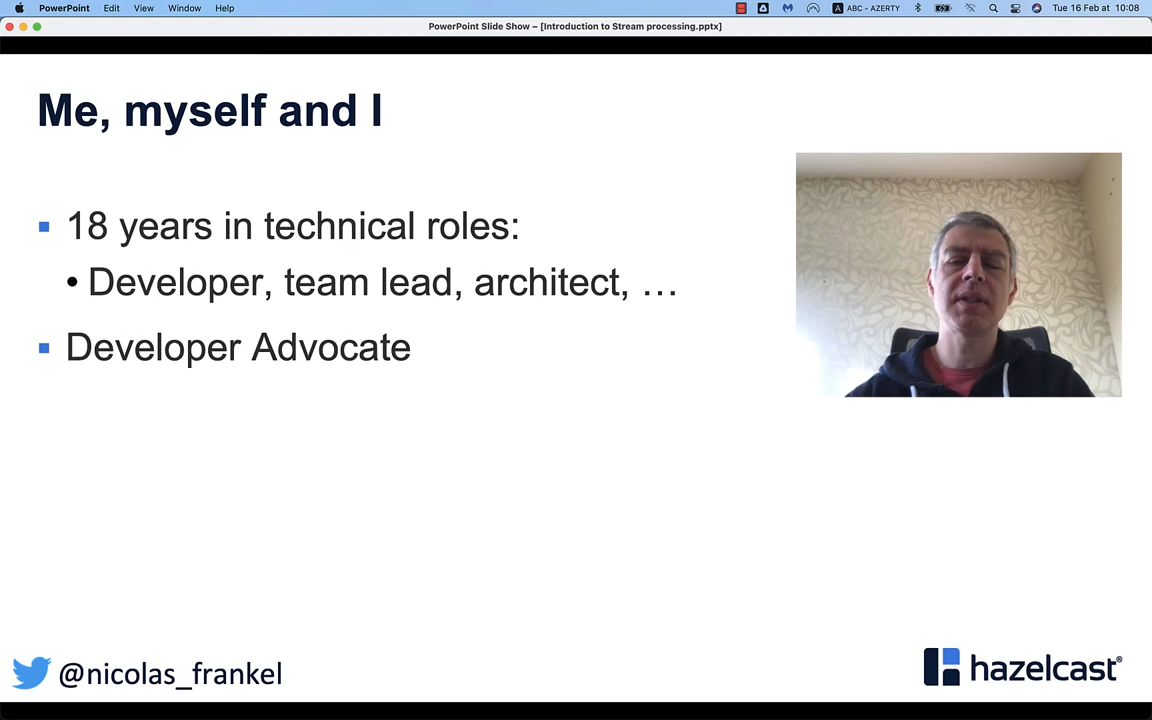 PowerPoint Edit View Window Help ABC - AZERTY Tue 16 Feb at 10:08
PowerPoint Slide Show – [Introduction to Stream processing.pptx]
Me, myself and I
18 years in technical roles:
• Developer, team lead, architect, …
Developer Advocate
@nicolas_frankel
hazelcast®